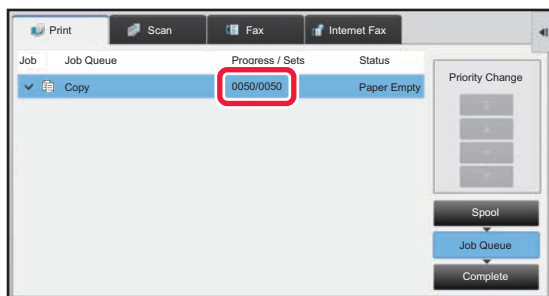 Print Scan Fax Internet Fax
Job Job Queue Progress / Sets Status
Copy 0050/0050 Paper Empty
Priority Change
Spool
Job Queue
Complete